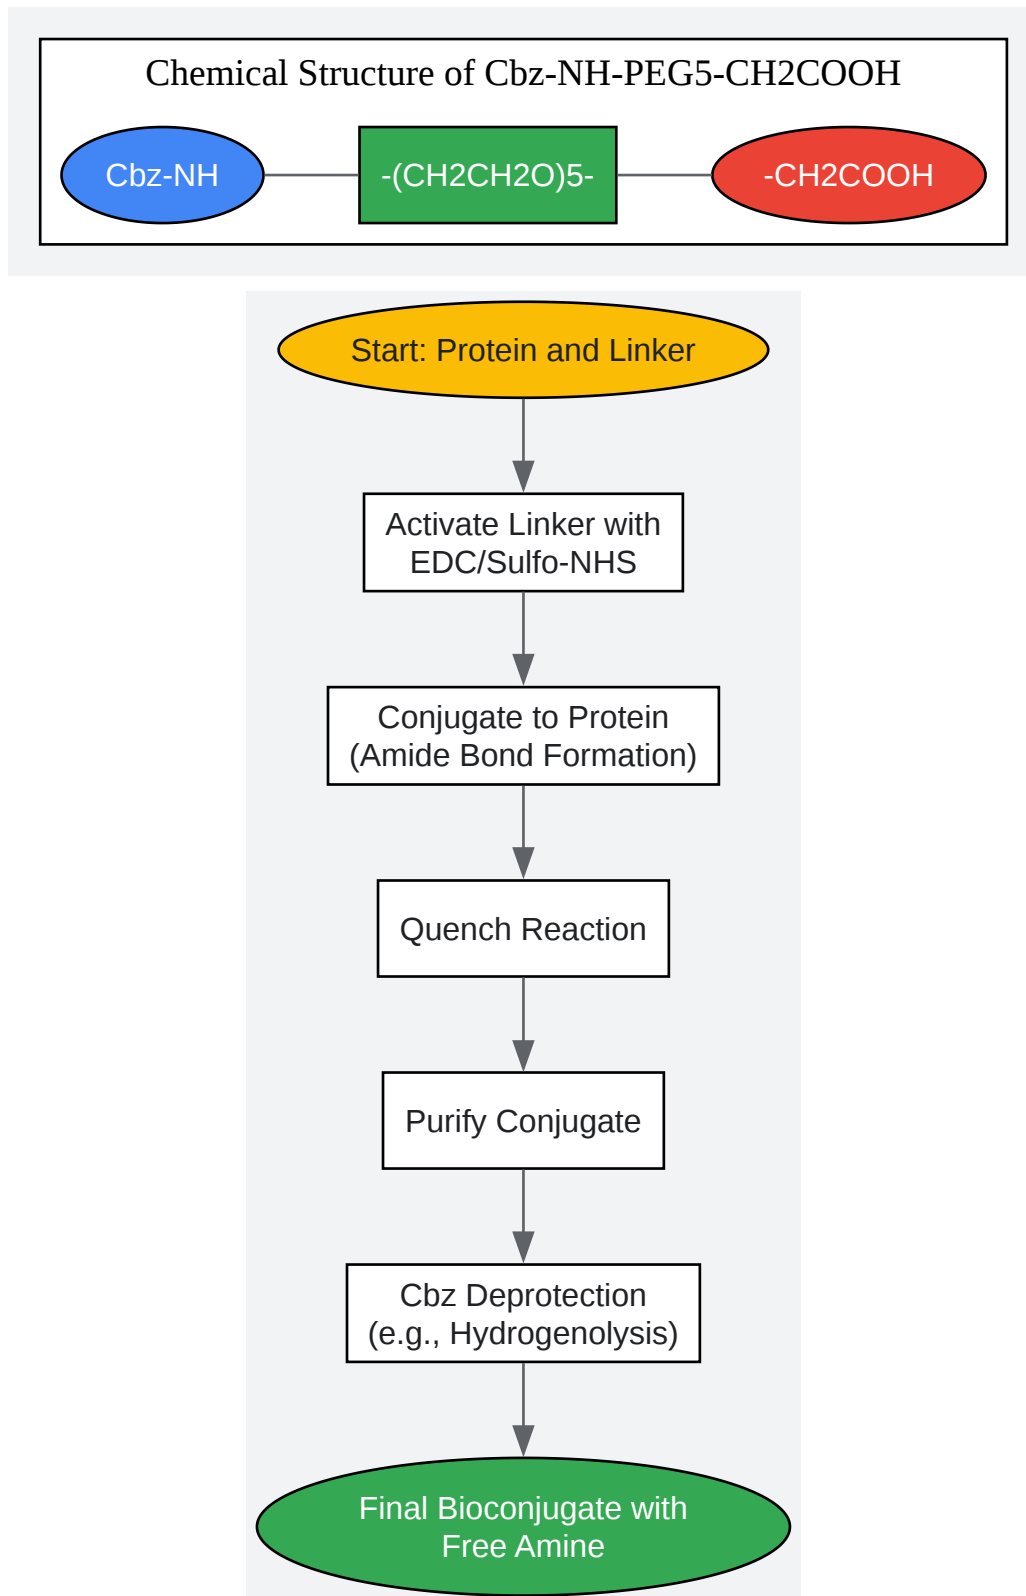 Chemical Structure of Cbz-NH-PEG5-CH2COOH
Cbz-NH
-(CH2CH2O)5-
-CH2COOH
Start: Protein and Linker
Activate Linker with
EDC/Sulfo-NHS
Conjugate to Protein
(Amide Bond Formation)
Quench Reaction
Purify Conjugate
Cbz Deprotection
(e.g., Hydrogenolysis)
Final Bioconjugate with
Free Amine